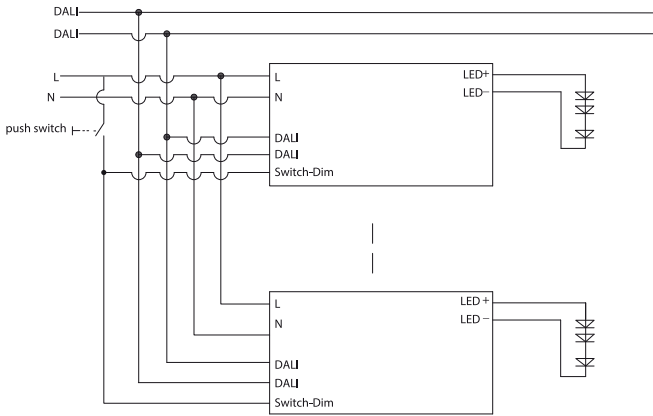 DALI
DALI
L
N
push switch
L
N
DALI
DALI
Switch-Dim
LED+
LED−
L
N
DALI
DALI
Switch-Dim
LED +
LED −